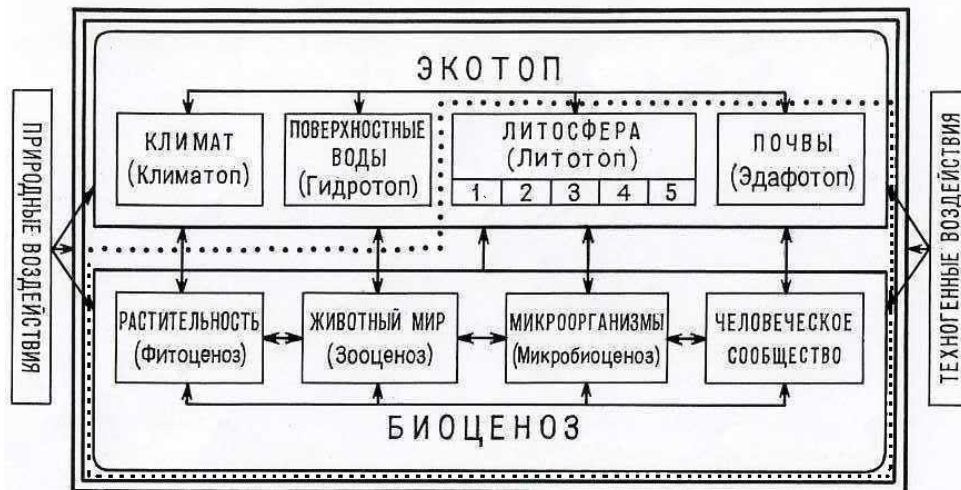 ЭКОТОП
КЛИМАТ
(Климатоп)
ПОВЕРХНОСТНЫЕ
ВОДЫ
(Гидротоп)
ЛИТОСФЕРА
(Литотоп)
1 2 3 4 5
ПОЧВЫ
(Эдафотоп)
ПРИРОДНЫЕ ВОЗДЕЙСТВИЯ
ТЕХНОГЕННЫЕ ВОЗДЕЙСТВИЯ
РАСТИТЕЛЬНОСТЬ
(Фитоценоз)
ЖИВОТНЫЙ МИР
(Зооценоз)
МИКРООРГАНИЗМЫ
(Микробиоценоз)
ЧЕЛОВЕЧЕСКОЕ
СООБЩЕСТВО
БИОЦЕНОЗ